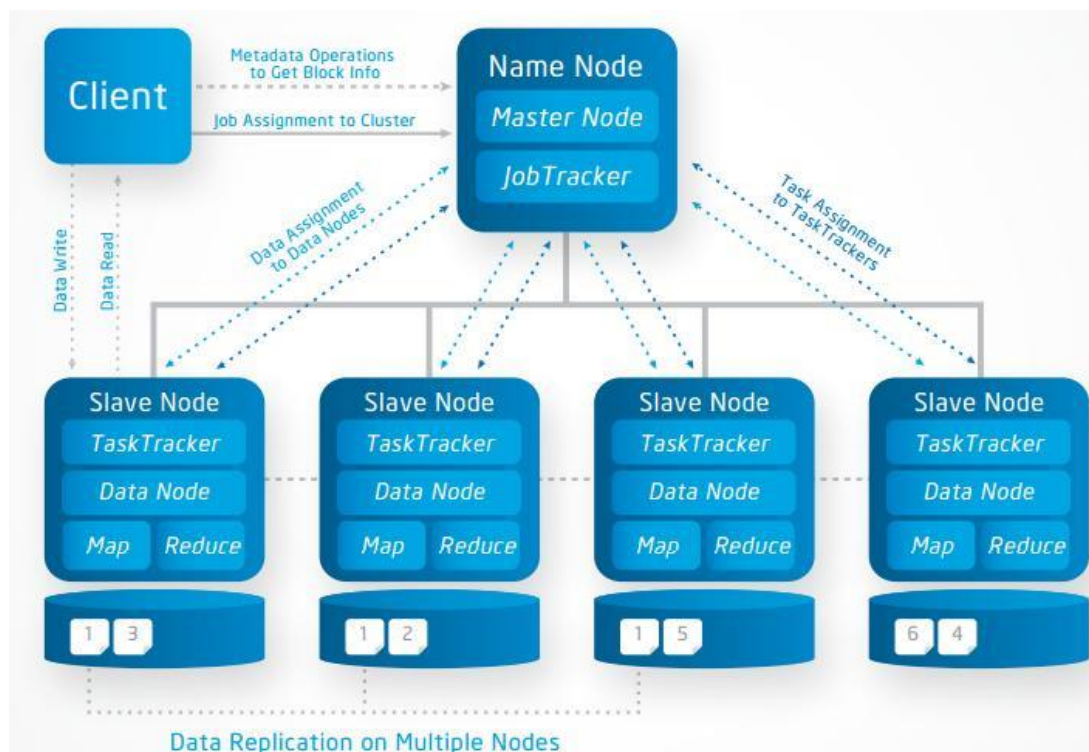 Client
Metadata Operations
to Get Block Info
Job Assignment to Cluster
Name Node
Master Node
JobTracker
Data Write
Data Read
Data Assignment
to Data Nodes
Task Assignment
to TaskTrackers
Slave Node
TaskTracker
Data Node
Map Reduce
1 3
Slave Node
TaskTracker
Data Node
Map Reduce
1 2
Slave Node
TaskTracker
Data Node
Map Reduce
1 5
Slave Node
TaskTracker
Data Node
Map Reduce
6 4
Data Replication on Multiple Nodes